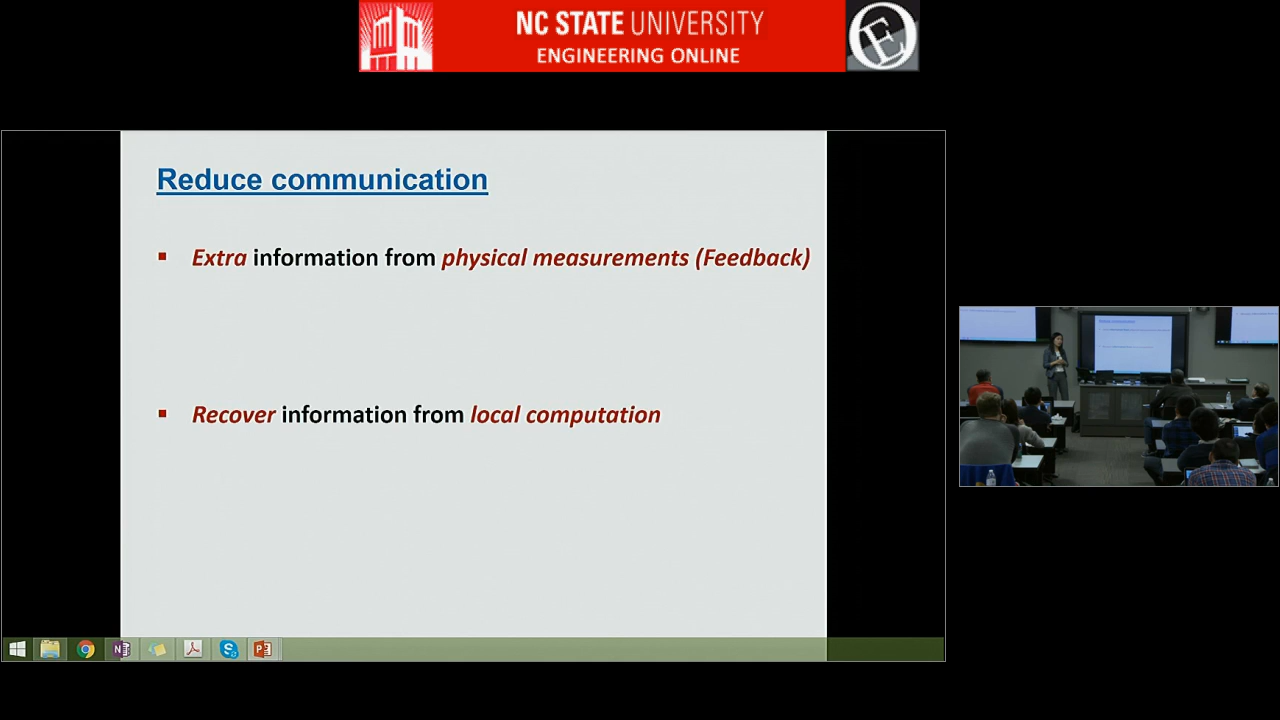 NC STATE UNIVERSITY
ENGINEERING ONLINE
Reduce communication
▪ Extra information from physical measurements (Feedback)
▪ Recover information from local computation